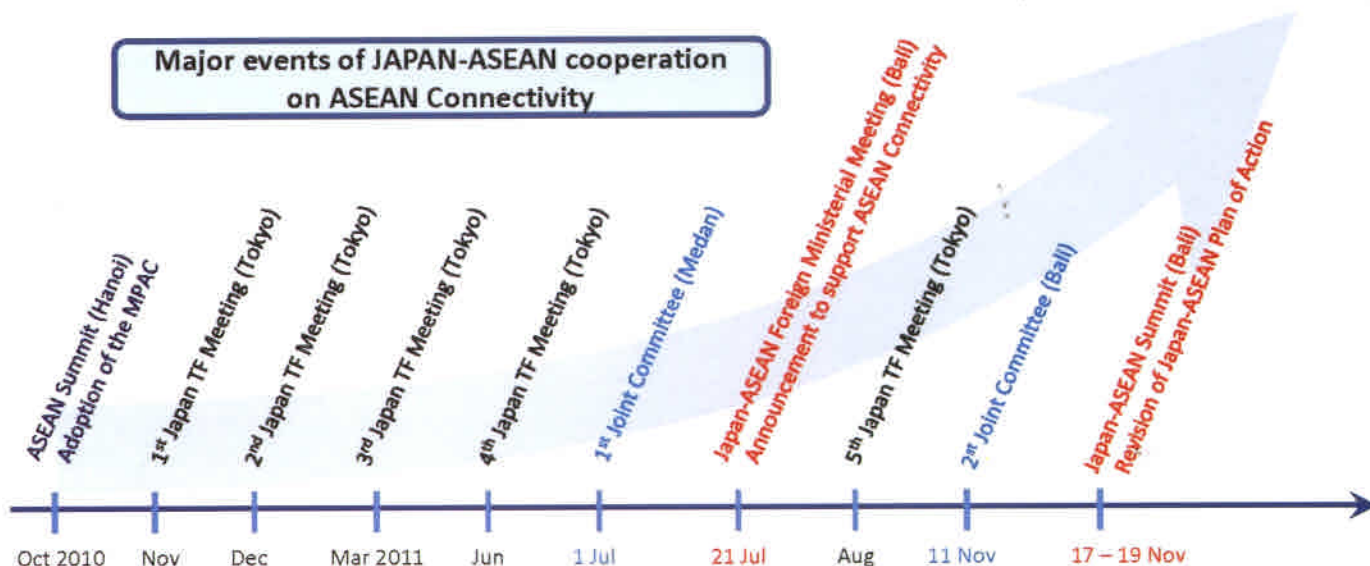 Major events of JAPAN-ASEAN cooperation
on ASEAN Connectivity
ASEAN Summit (Hanoi)
Adoption of the MPAC
1st Japan TF Meeting (Tokyo)
2nd Japan TF Meeting (Tokyo)
3rd Japan TF Meeting (Tokyo)
4th Japan TF Meeting (Tokyo)
1st Joint Committee (Medan)
Japan-ASEAN Foreign Ministerial Meeting (Bali)
Announcement to support ASEAN Connectivity
5th Japan TF Meeting (Tokyo)
2st Joint Committee (Bali)
Japan-ASEAN Summit (Bali)
Revision of Japan-ASEAN Plan of Action
Oct 2010 Nov Dec Mar 2011 Jun 1 Jul 21 Jul Aug 11 Nov 17 – 19 Nov